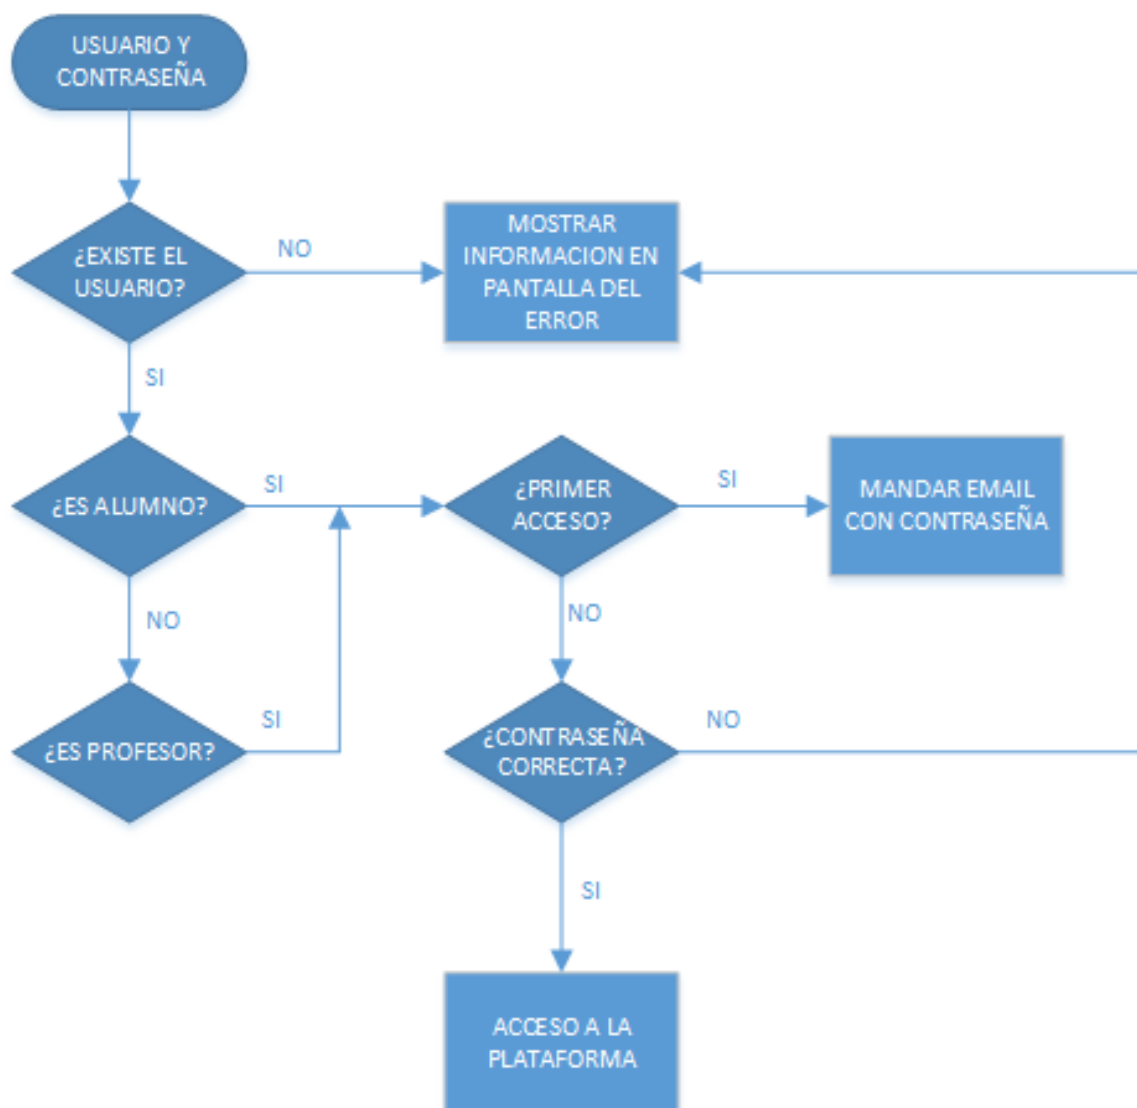 USUARIO Y
CONTRASEÑA
¿EXISTE EL
USUARIO?
NO
MOSTRAR
INFORMACION EN
PANTALLA DEL
ERROR
SI
¿ES ALUMNO?
SI
¿PRIMER
ACCESO?
SI
MANDAR EMAIL
CON CONTRASEÑA
NO
NO
¿ES PROFESOR?
SI
¿CONTRASEÑA
CORRECTA?
NO
SI
ACCESO A LA
PLATAFORMA